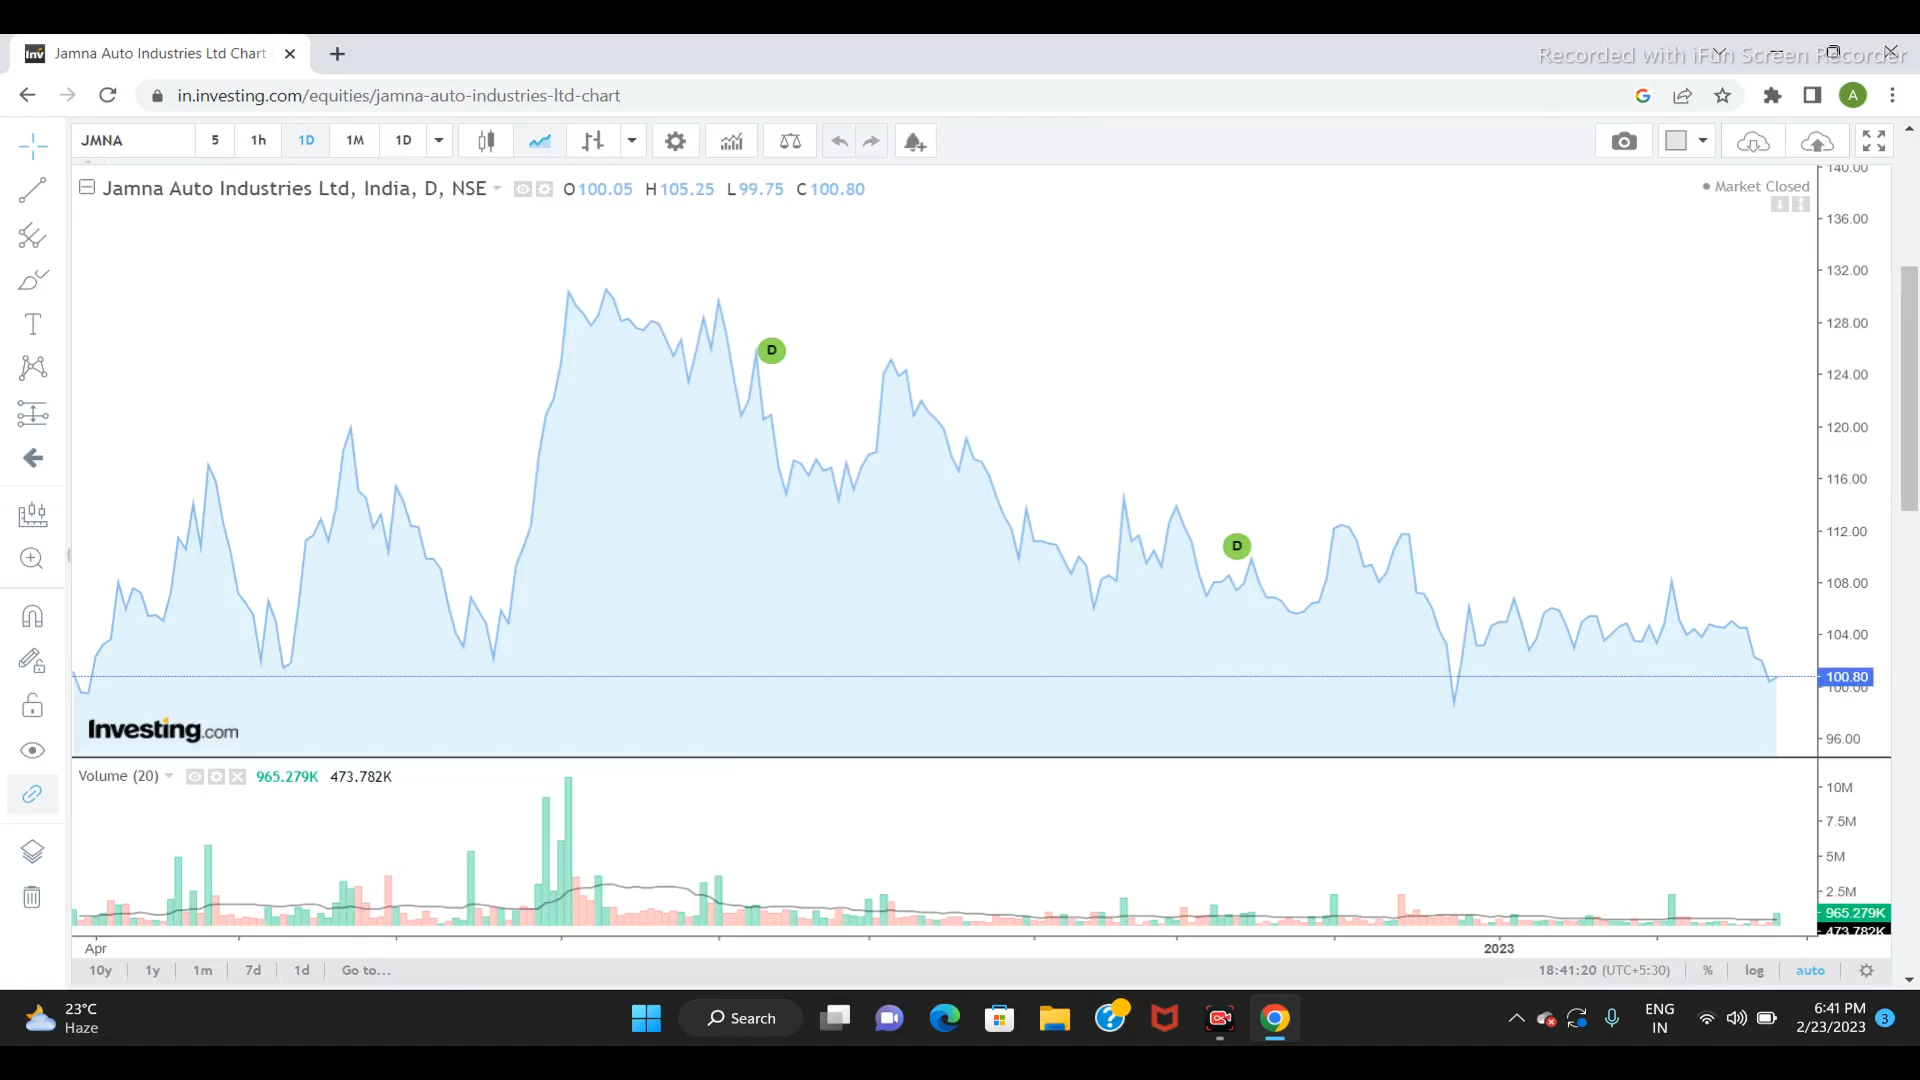 Jamna Auto Industries Ltd Chart
Recorded with iFun Screen Recorder
in.investing.com/equities/jamna-auto-industries-ltd-chart
A
JMNA 5 1h 1D 1M 1D
Jamna Auto Industries Ltd, India, D, NSE O 100.05 H 105.25 L 99.75 C 100.80
Market Closed
140.00
136.00
132.00
128.00
124.00
120.00
116.00
112.00
108.00
104.00
100.80
100.00
96.00
D
D
Investing.com
Volume (20) 965.279K 473.782K
10M
7.5M
5M
2.5M
965.279K
473.782K
Apr 2023
10y 1y 1m 7d 1d Go to... 18:41:20 (UTC+5:30) % log auto
23°C
Haze
Search
ENG
IN
6:41 PM
2/23/2023
3